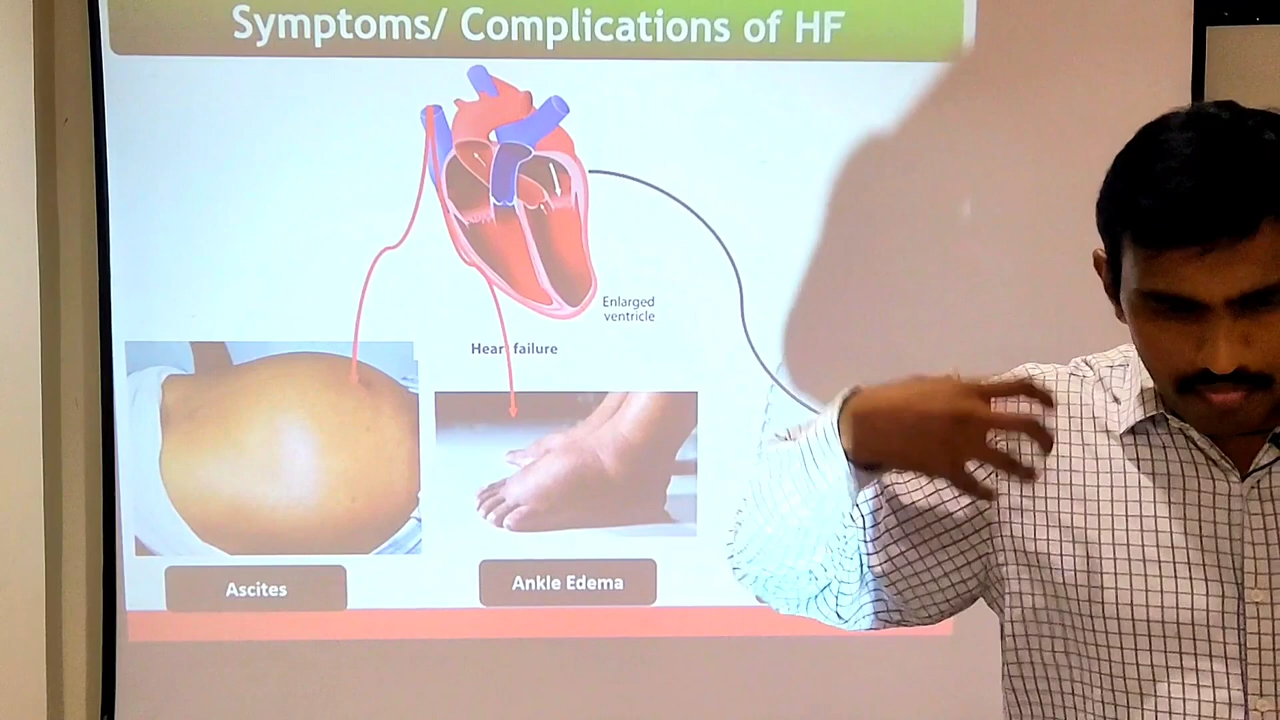 Symptoms/ Complications of HF
Enlarged
ventricle
Heart failure
Ascites
Ankle Edema